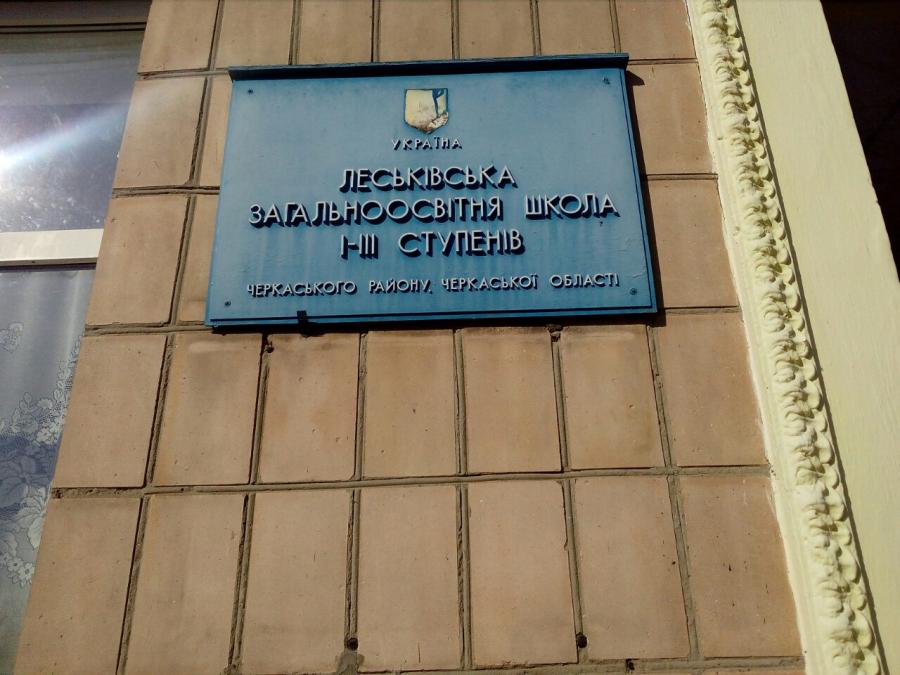 УКРАЇНА
ЛЕСЬКІВСЬКА
ЗАГАЛЬНООСВІТНЯ ШКОЛА
І-ІІІ СТУПЕНІВ
ЧЕРКАСЬКОГО РАЙОНУ, ЧЕРКАСЬКОЇ ОБЛАСТІ